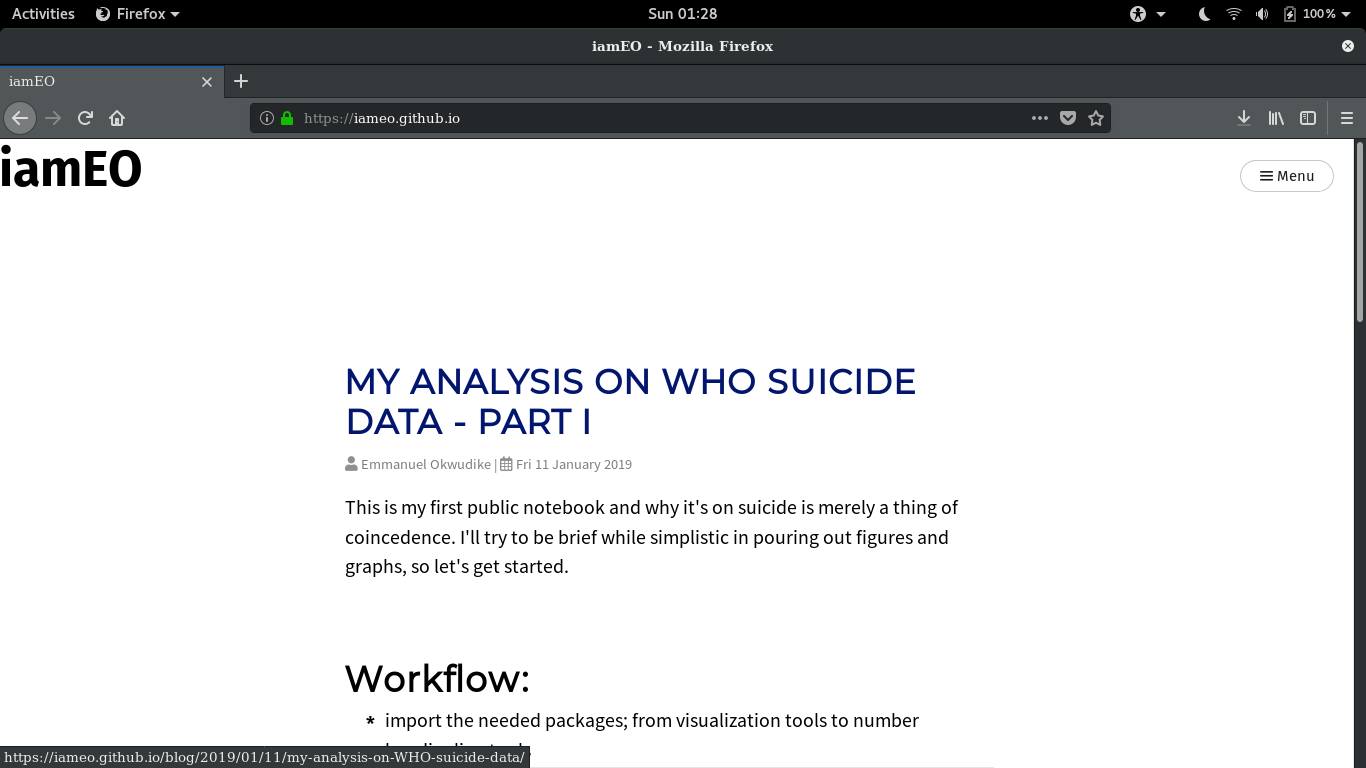 Activities Firefox Sun 01:28 100%
iamEO - Mozilla Firefox
iamEO
https://iameo.github.io
iamEO
Menu
MY ANALYSIS ON WHO SUICIDE
DATA - PART I
Emmanuel Okwudike | Fri 11 January 2019
This is my first public notebook and why it's on suicide is merely a thing of
coincedence. I'll try to be brief while simplistic in pouring out figures and
graphs, so let's get started.
Workflow:
* import the needed packages; from visualization tools to number
https://iameo.github.io/blog/2019/01/11/my-analysis-on-WHO-suicide-data/